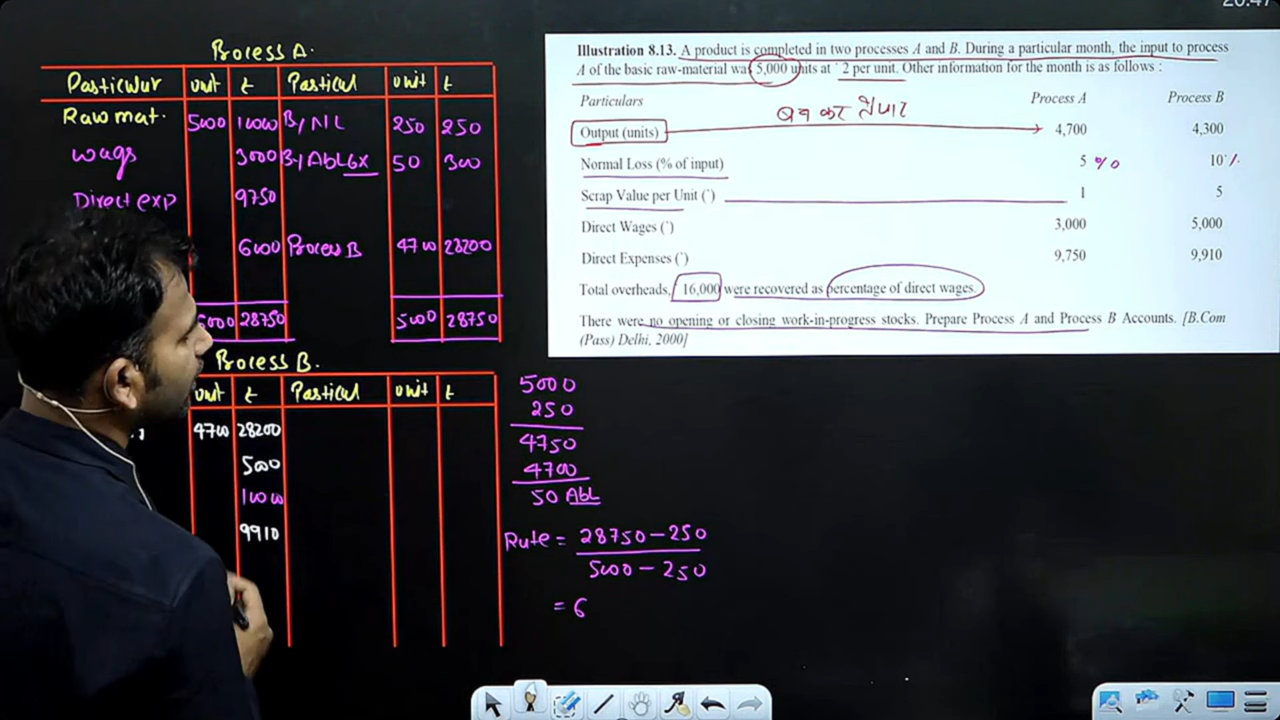 20:47
Process A.
Particular unit ₹ Particul unit ₹
Raw mat. 5000 10000 B/NL 250 250
wags 3000 B/AbL 6x 50 300
Direct exp 9750
6000 Process B 4700 28200
5000 28750 5000 28750
Process B.
unit ₹ Particul unit ₹
4700 28200
5000
10000
9910
Illustration 8.13. A product is completed in two processes A and B. During a particular month, the input to process
A of the basic raw-material was 5,000 units at ` 2 per unit. Other information for the month is as follows :
Particulars Process A Process B
बन कर तैयार
Output (units) 4,700 4,300
Normal Loss (% of input) 5 % 10 %
Scrap Value per Unit (`) 1 5
Direct Wages (`) 3,000 5,000
Direct Expenses (`) 9,750 9,910
Total overheads, ` 16,000 were recovered as percentage of direct wages.
There were no opening or closing work-in-progress stocks. Prepare Process A and Process B Accounts. [B.Com
(Pass) Delhi, 2000]
5000
250
4750
4700
50 AbL
Rate = 28750 - 250
5000 - 250
= 6